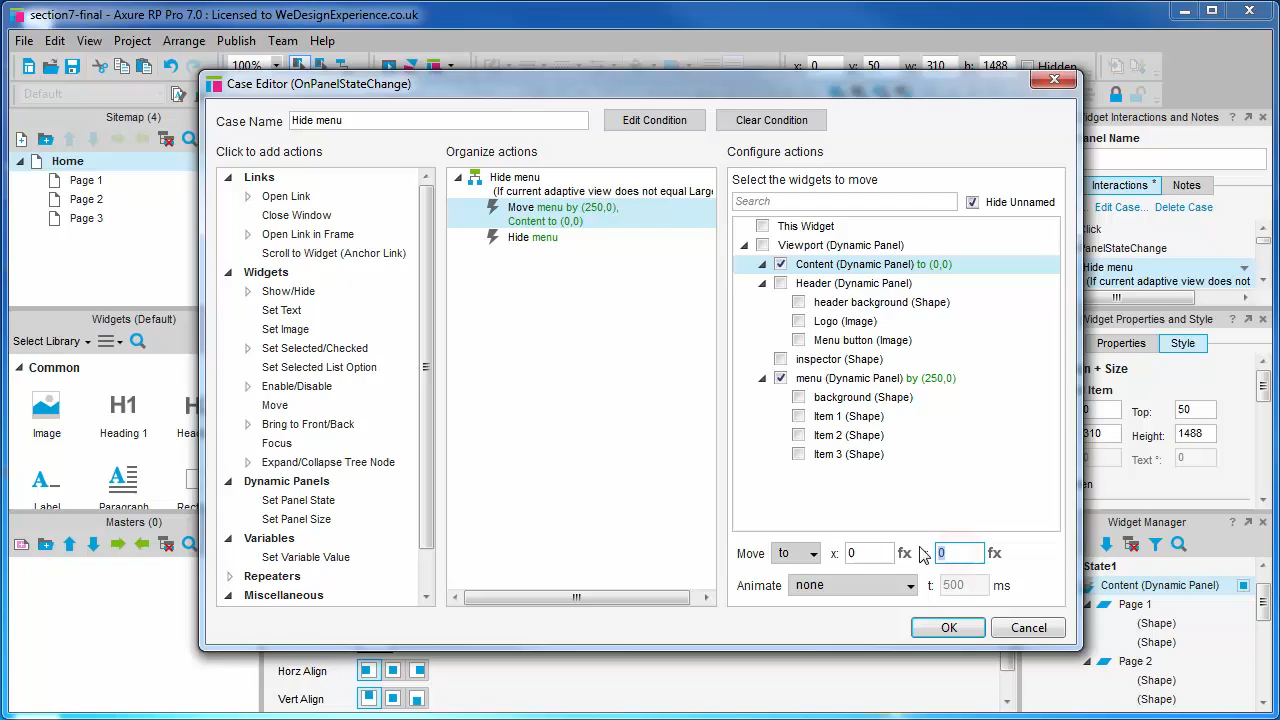 section7-final - Axure RP Pro 7.0 : Licensed to WeDesignExperience.co.uk
File Edit View Project Arrange Publish Team Help
100% x: 0 y: 50 w: 310 h: 1488 Hidden
Default
Case Editor (OnPanelStateChange)
Case Name Hide menu Edit Condition Clear Condition
Click to add actions
Links
Open Link
Close Window
Open Link in Frame
Scroll to Widget (Anchor Link)
Widgets
Show/Hide
Set Text
Set Image
Set Selected/Checked
Set Selected List Option
Enable/Disable
Move
Bring to Front/Back
Focus
Expand/Collapse Tree Node
Dynamic Panels
Set Panel State
Set Panel Size
Variables
Set Variable Value
Repeaters
Miscellaneous
Organize actions
Hide menu
(If current adaptive view does not equal Large
Move menu by (250,0),
Content to (0,0)
Hide menu
Configure actions
Select the widgets to move
Search Hide Unnamed
This Widget
Viewport (Dynamic Panel)
Content (Dynamic Panel) to (0,0)
Header (Dynamic Panel)
header background (Shape)
Logo (Image)
Menu button (Image)
inspector (Shape)
menu (Dynamic Panel) by (250,0)
background (Shape)
Item 1 (Shape)
Item 2 (Shape)
Item 3 (Shape)
Move to x: 0 fx 0 fx
Animate none t: 500 ms
OK Cancel
Sitemap (4)
Home
Page 1
Page 2
Page 3
Widgets (Default)
Select Library
Common
Image
H1
Heading 1
Label
Paragraph
Masters (0)
Horz Align
Vert Align
Widget Interactions and Notes
Panel Name
Interactions * Notes
Edit Case... Delete Case
PanelStateChange
Hide menu
(If current adaptive view does not
Widget Properties and Style
Properties Style
+ Size
Item
0 Top: 50
310 Height: 1488
0 Text °: 0
Widget Manager
State1
Content (Dynamic Panel)
Page 1
(Shape)
(Shape)
Page 2
(Shape)
(Shape)